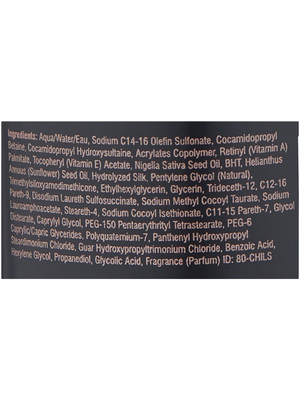 Ingredients: Aqua/Water/Eau, Sodium C14-16 Olefin Sulfonate, Cocamidopropyl
Betaine, Cocamidopropyl Hydroxysultaine, Acrylates Copolymer, Retinyl (Vitamin A)
Palmitate, Tocopheryl (Vitamin E) Acetate, Nigella Sativa Seed Oil, BHT, Helianthus
Annuus (Sunflower) Seed Oil, Hydrolyzed Silk, Pentylene Glycol (Natural),
Trimethylsiloxyamodimethicone, Ethylhexylglycerin, Glycerin, Trideceth-12, C12-16
Pareth-9, Disodium Laureth Sulfosuccinate, Sodium Methyl Cocoyl Taurate, Sodium
Lauroamphoacetate, Steareth-4, Sodium Cocoyl Isethionate, C11-15 Pareth-7, Glycol
Distearate, Caprylyl Glycol, PEG-150 Pentaerythrityl Tetrastearate, PEG-6
Caprylic/Capric Glycerides, Polyquaternium-7, Panthenyl Hydroxypropyl
Steardimonium Chloride, Guar Hydroxypropyltrimonium Chloride, Benzoic Acid,
Hexylene Glycol, Propanediol, Glycolic Acid, Fragrance (Parfum) ID: 80-CHILS